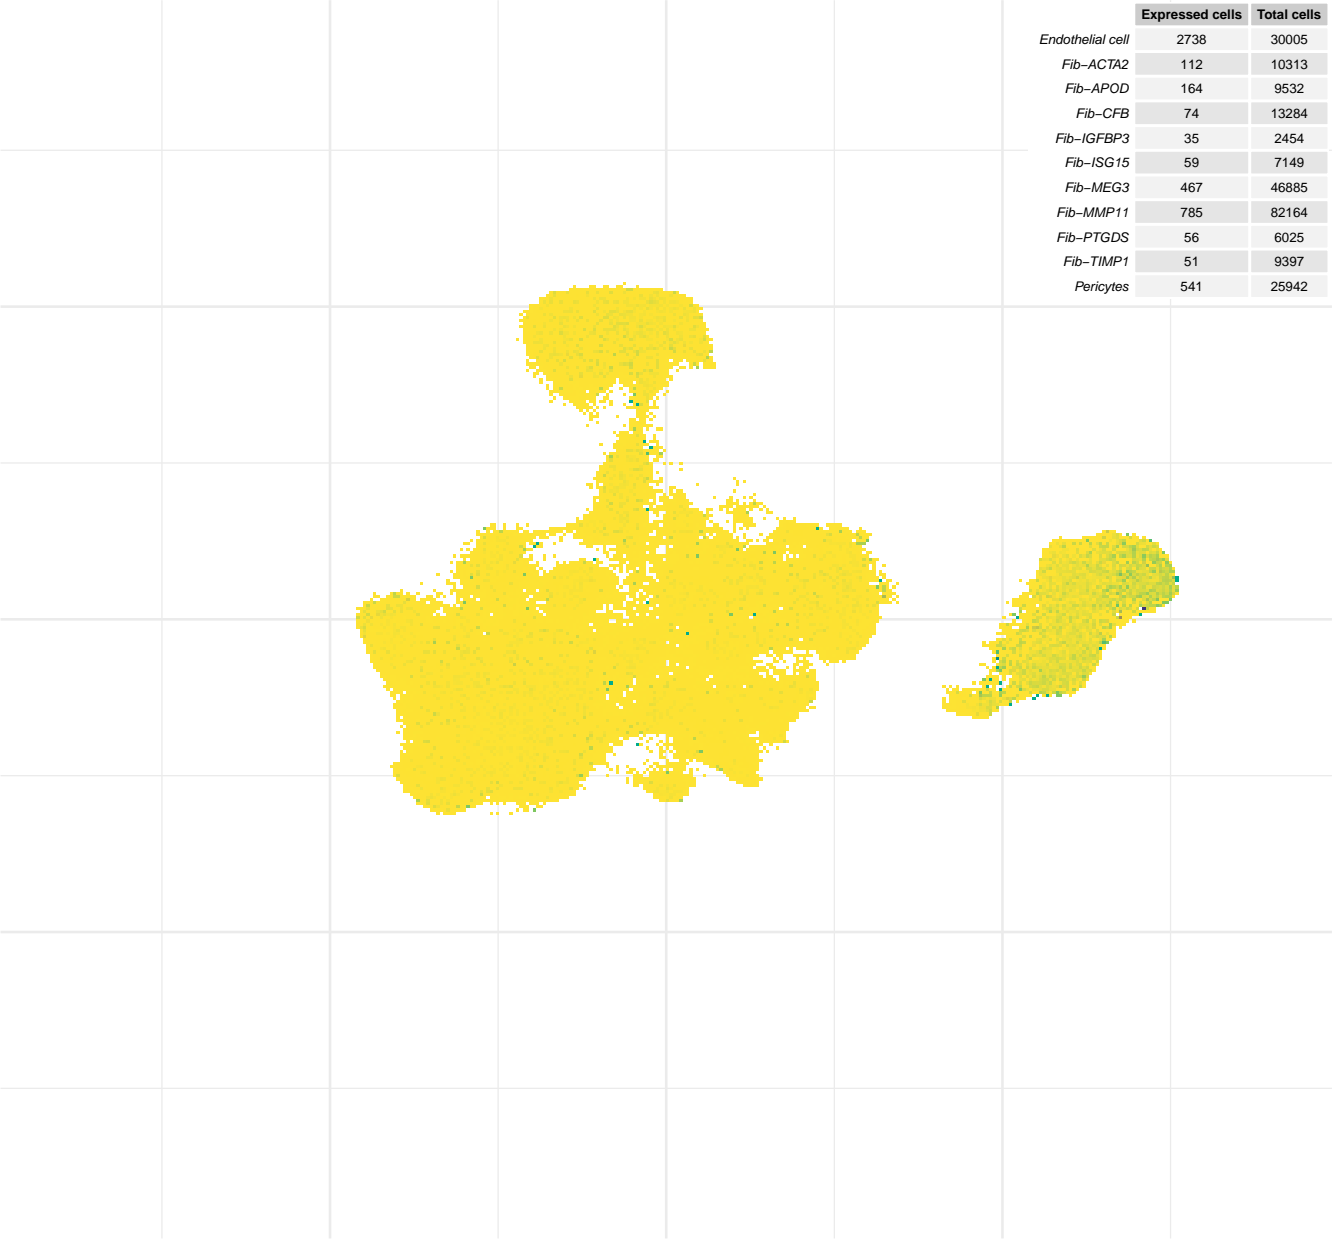 Expressed cells Total cells
Endothelial cell 2738 30005
Fib−ACTA2 112 10313
Fib−APOD 164 9532
Fib−CFB 74 13284
Fib−IGFBP3 35 2454
Fib−ISG15 59 7149
Fib−MEG3 467 46885
Fib−MMP11 785 82164
Fib−PTGDS 56 6025
Fib−TIMP1 51 9397
Pericytes 541 25942